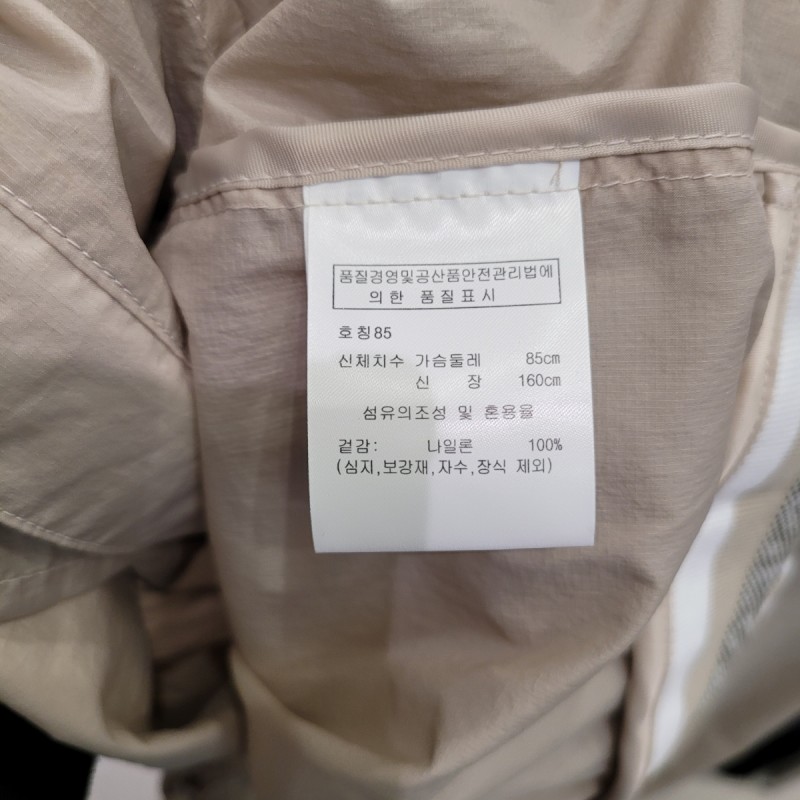 품질경영및공산품안전관리법에
의한 품질표시
호칭85
신체치수 가슴둘레 85cm
신 장 160cm
섬유의조성 및 혼용율
겉감: 나일론 100%
(심지,보강재,자수,장식 제외)